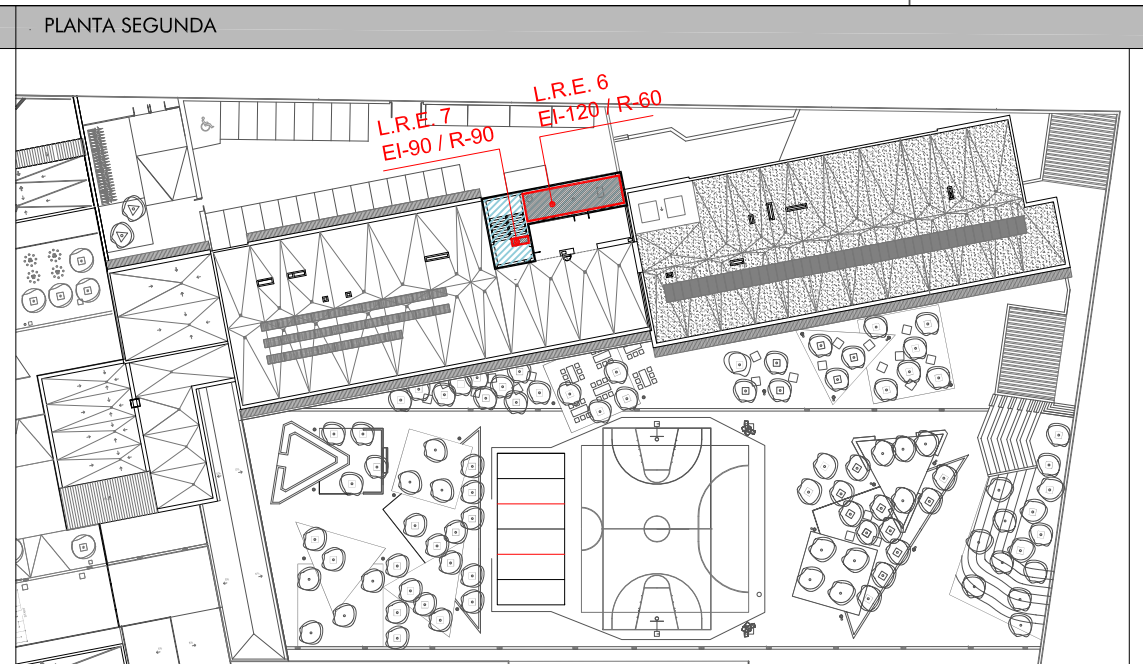 PLANTA SEGUNDA
L.R.E. 6
EI-120 / R-60
L.R.E. 7
EI-90 / R-90